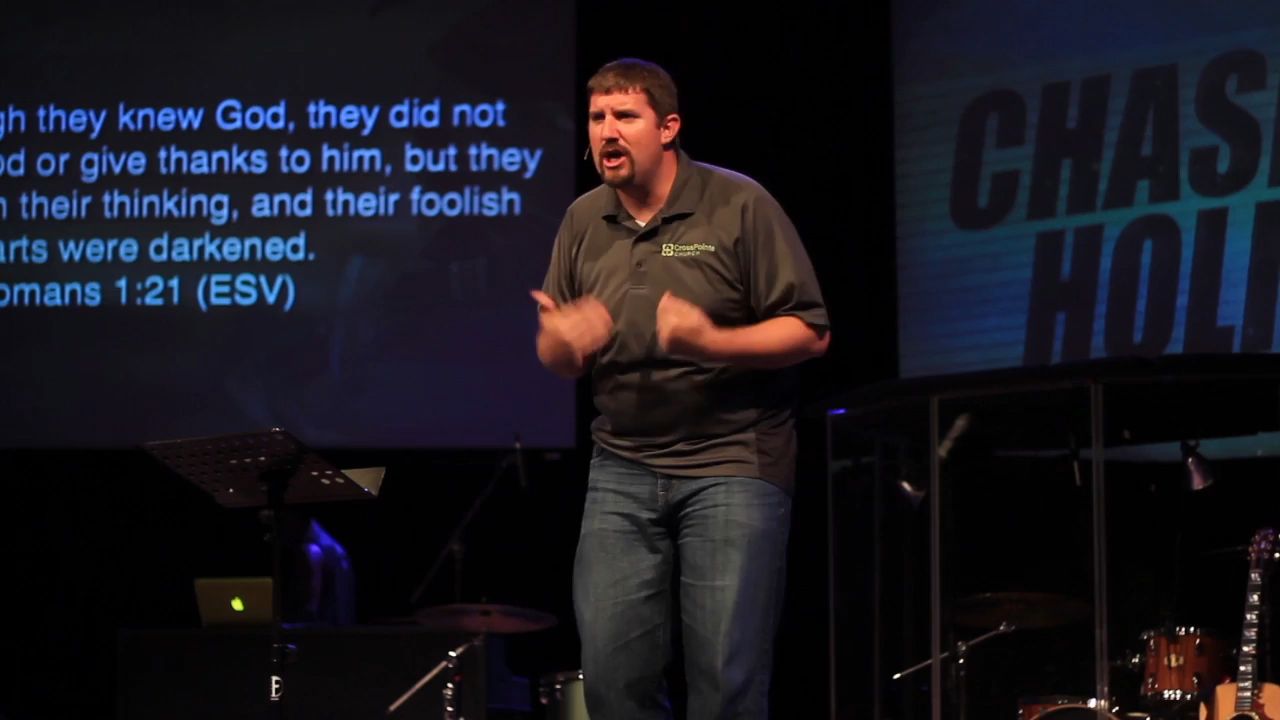 gh they knew God, they did not
od or give thanks to him, but they
n their thinking, and their foolish
arts were darkened.
omans 1:21 (ESV)
CrossPointe
CHURCH
CHAS
HOLI